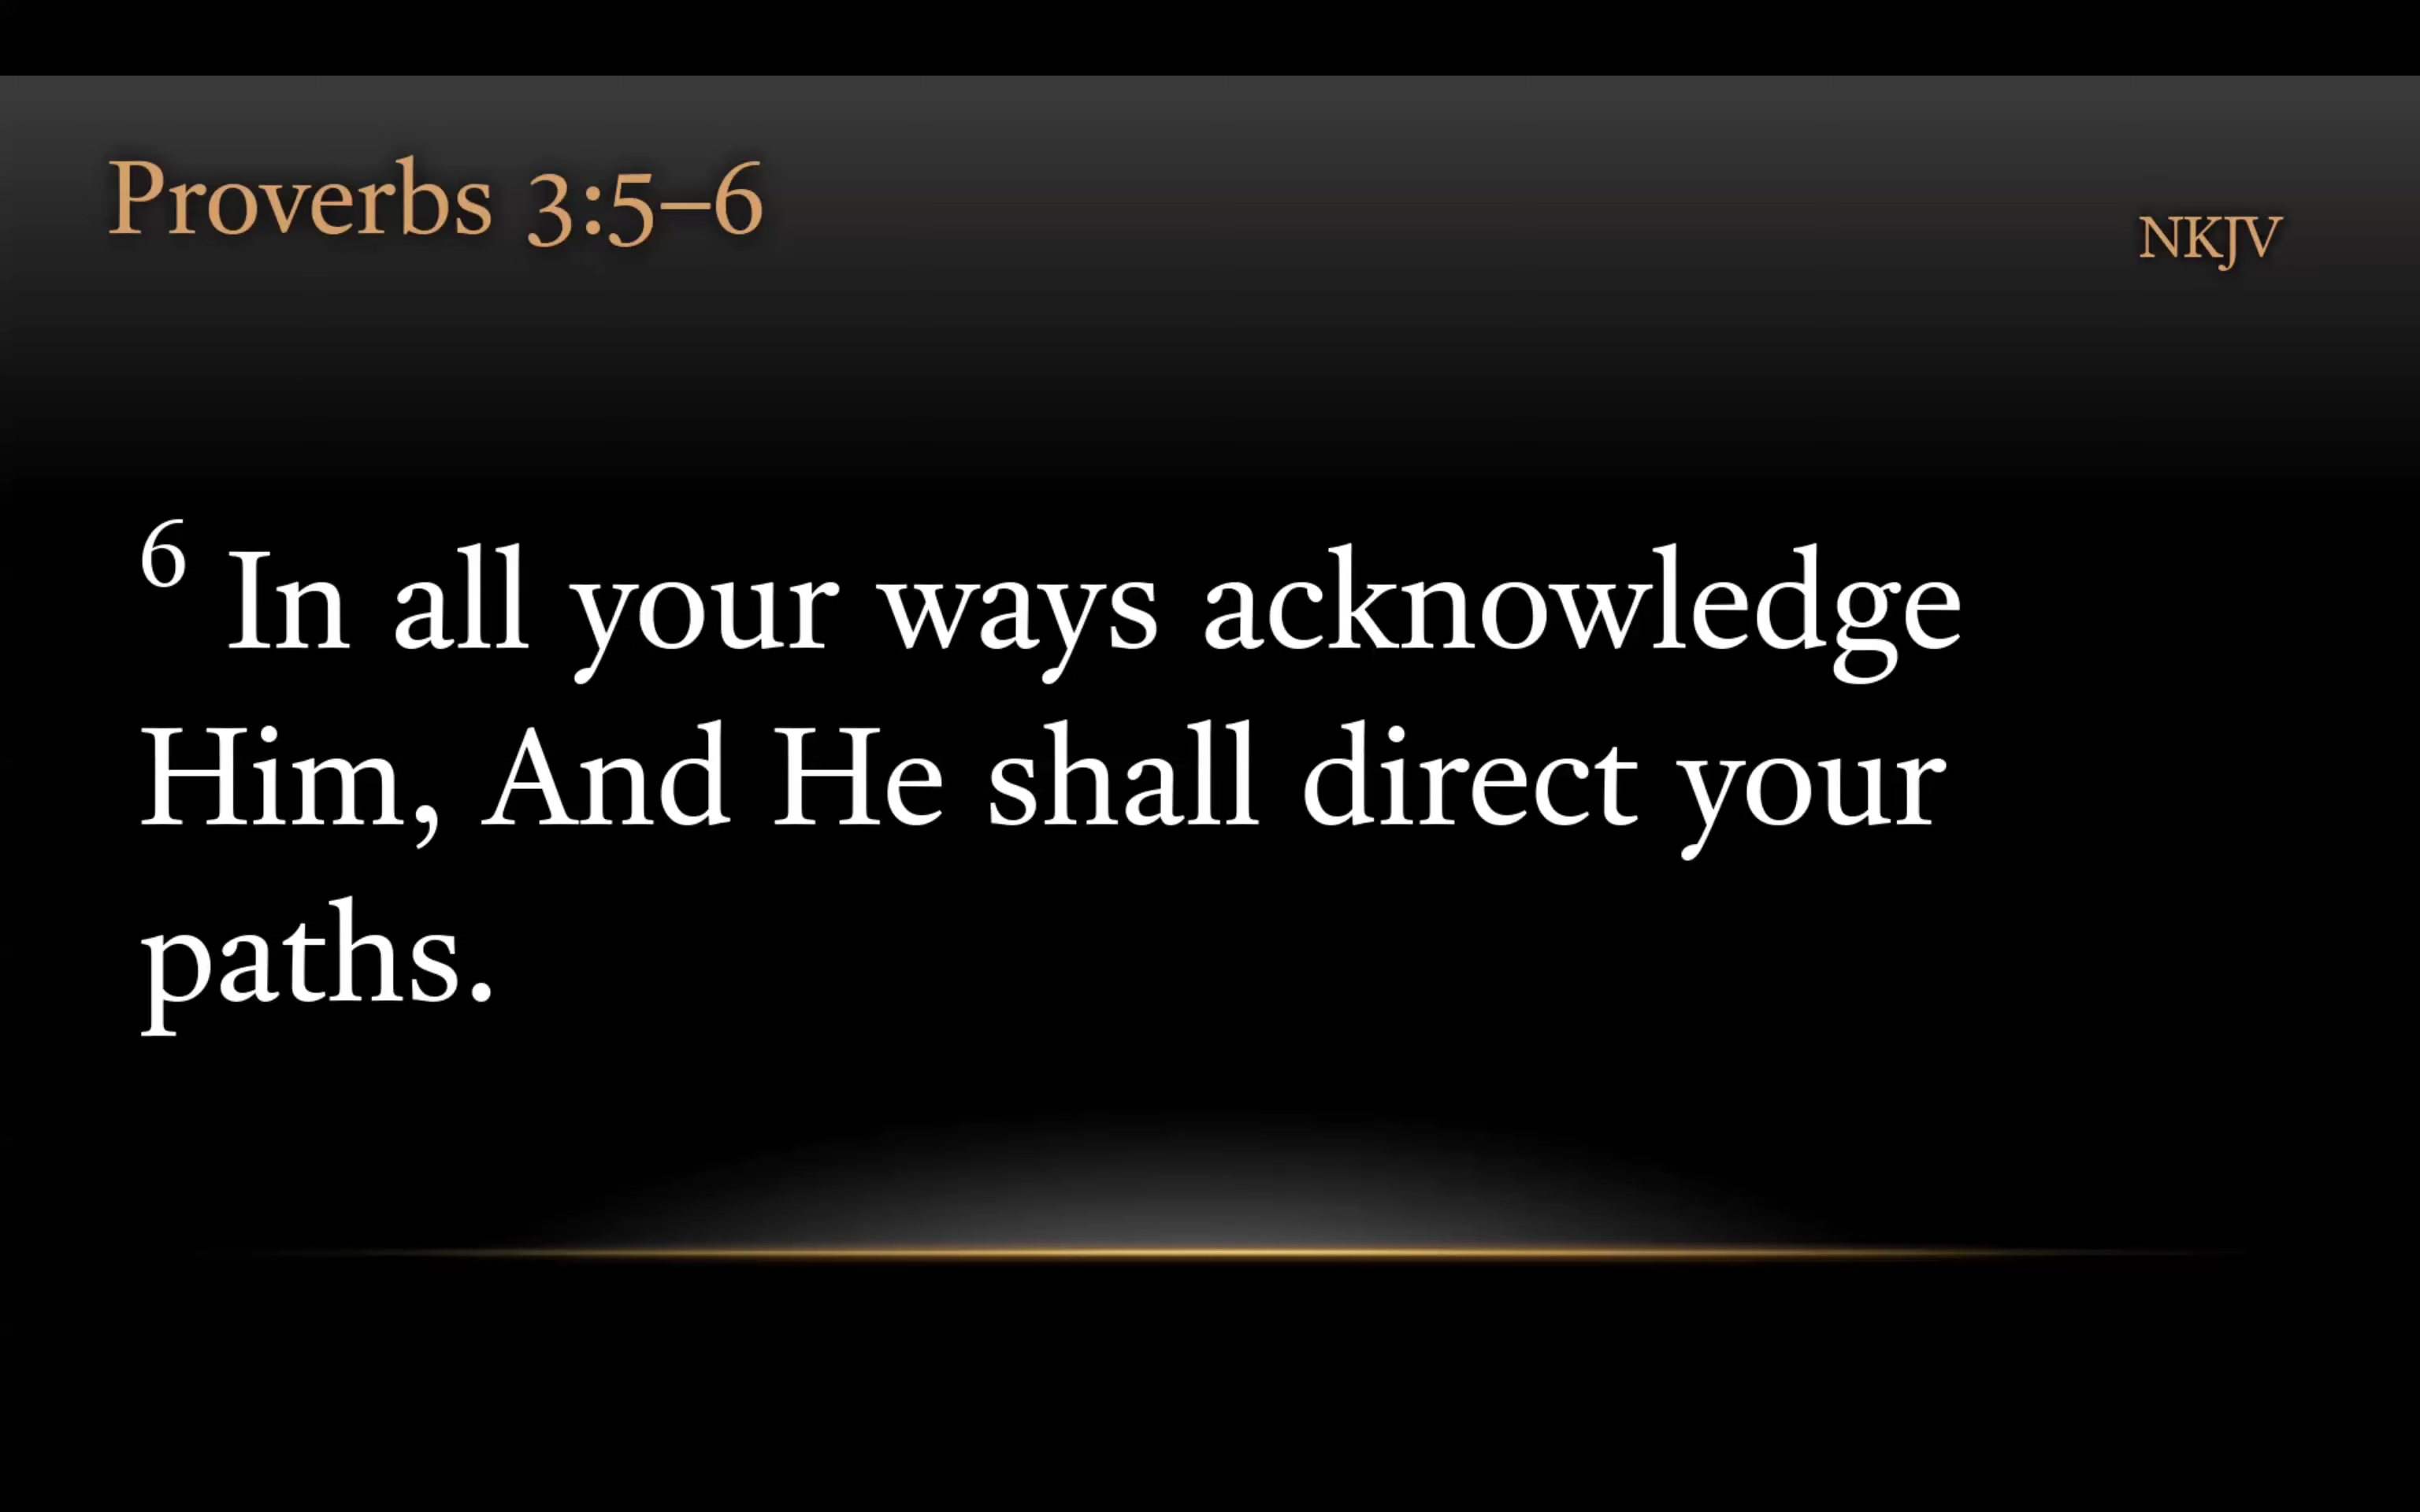 Proverbs 3:5–6
NKJV
6 In all your ways acknowledge
Him, And He shall direct your
paths.